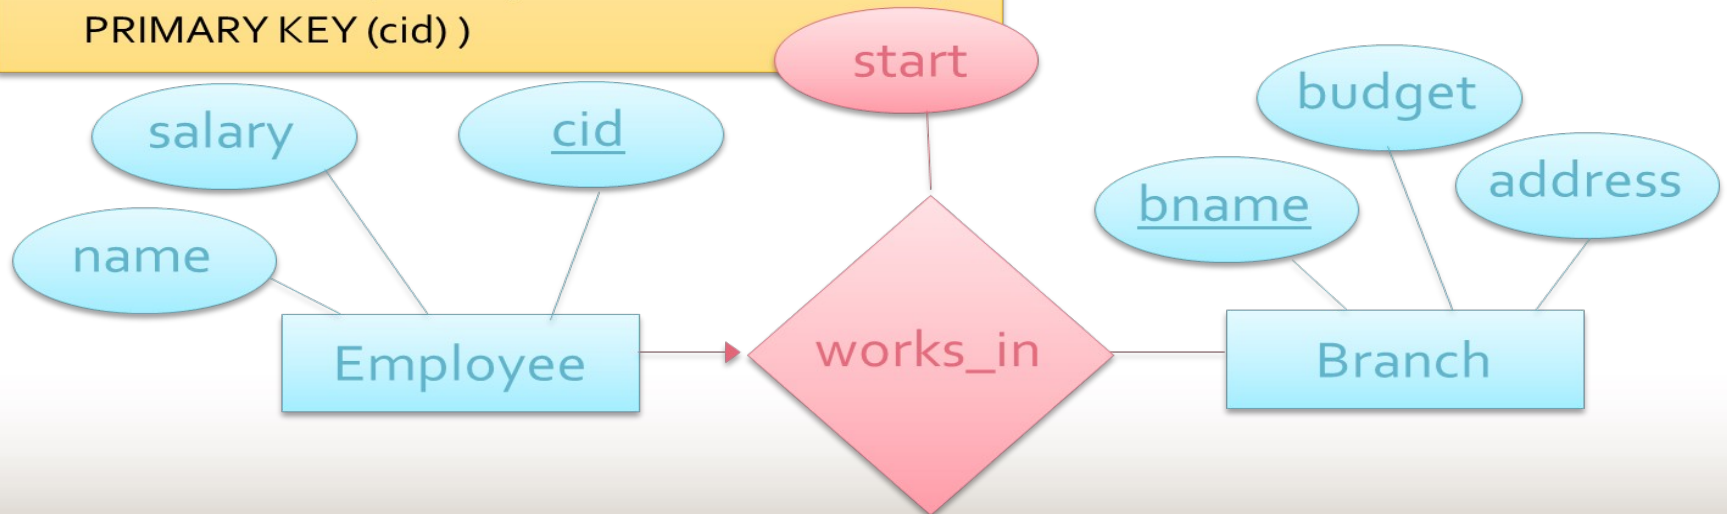 PRIMARY KEY (cid) )
start
budget
salary
cid
address
bname
name
Employee
works_in
Branch